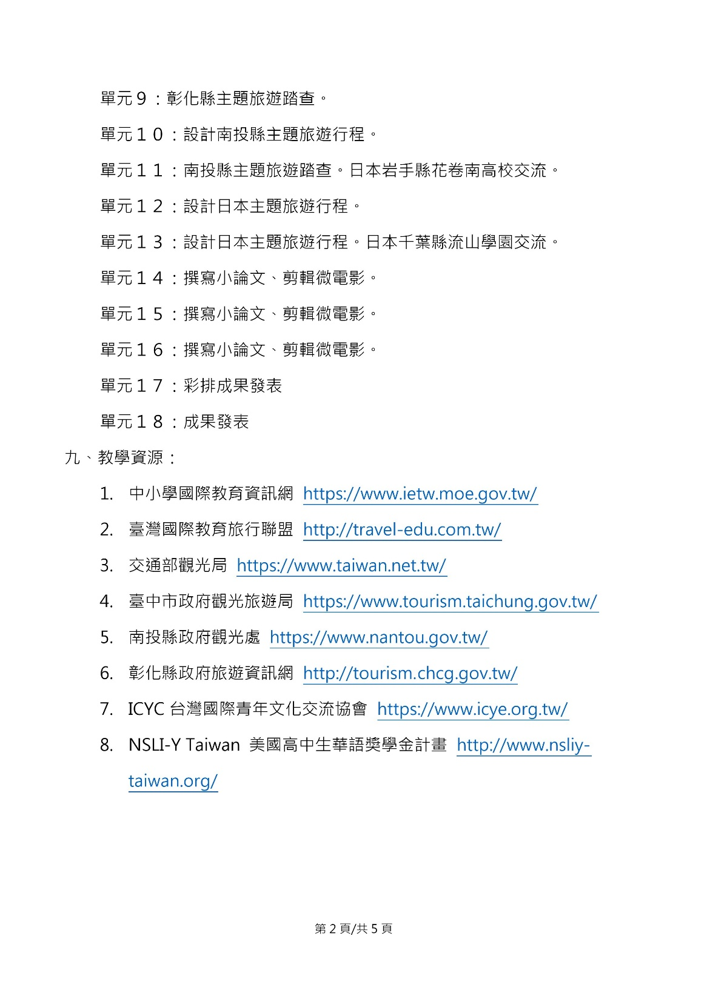 單元９：彰化縣主題旅遊踏查。
單元１０：設計南投縣主題旅遊行程。
單元１１：南投縣主題旅遊踏查。日本岩手縣花卷南高校交流。
單元１２：設計日本主題旅遊行程。
單元１３：設計日本主題旅遊行程。日本千葉縣流山學園交流。
單元１４：撰寫小論文、剪輯微電影。
單元１５：撰寫小論文、剪輯微電影。
單元１６：撰寫小論文、剪輯微電影。
單元１７：彩排成果發表
單元１８：成果發表
九、教學資源：
1. 中小學國際教育資訊網 https://www.ietw.moe.gov.tw/
2. 臺灣國際教育旅行聯盟 http://travel-edu.com.tw/
3. 交通部觀光局 https://www.taiwan.net.tw/
4. 臺中市政府觀光旅遊局 https://www.tourism.taichung.gov.tw/
5. 南投縣政府觀光處 https://www.nantou.gov.tw/
6. 彰化縣政府旅遊資訊網 http://tourism.chcg.gov.tw/
7. ICYC 台灣國際青年文化交流協會 https://www.icye.org.tw/
8. NSLI-Y Taiwan 美國高中生華語獎學金計畫 http://www.nsliy-
taiwan.org/
第 2 頁/共 5 頁